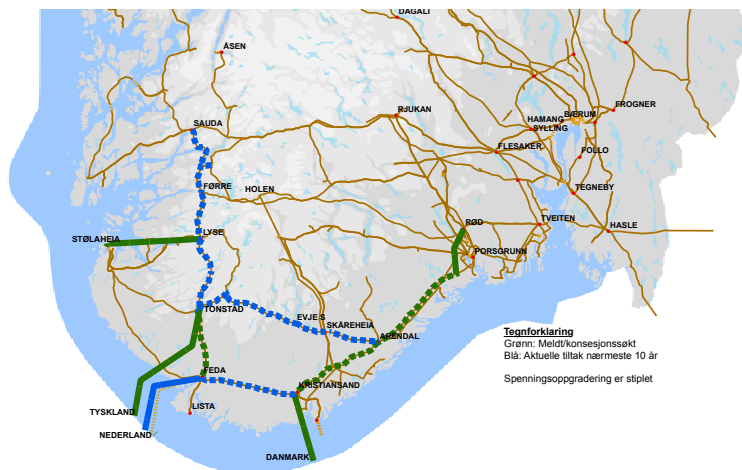 DAGALI
ÅSEN
RJUKAN
FROGNER
BÆRUM
HAMANG
SYLLING
SAUDA
FLESAKER
FOLLO
TEGNEBY
FØRRE
HOLEN
RØD
TVEITEN
HASLE
LYSE
STØLAHEIA
PORSGRUNN
TONSTAD
EVJE S
SKÅREHEIA
ARENDAL
Tegnforklaring
Grønn: Meldt/konsesjonssøkt
Blå: Aktuelle tiltak nærmeste 10 år
Spenningsoppgradering er stiplet
FEDA
KRISTIANSAND
LISTA
TYSKLAND
NEDERLAND
DANMARK